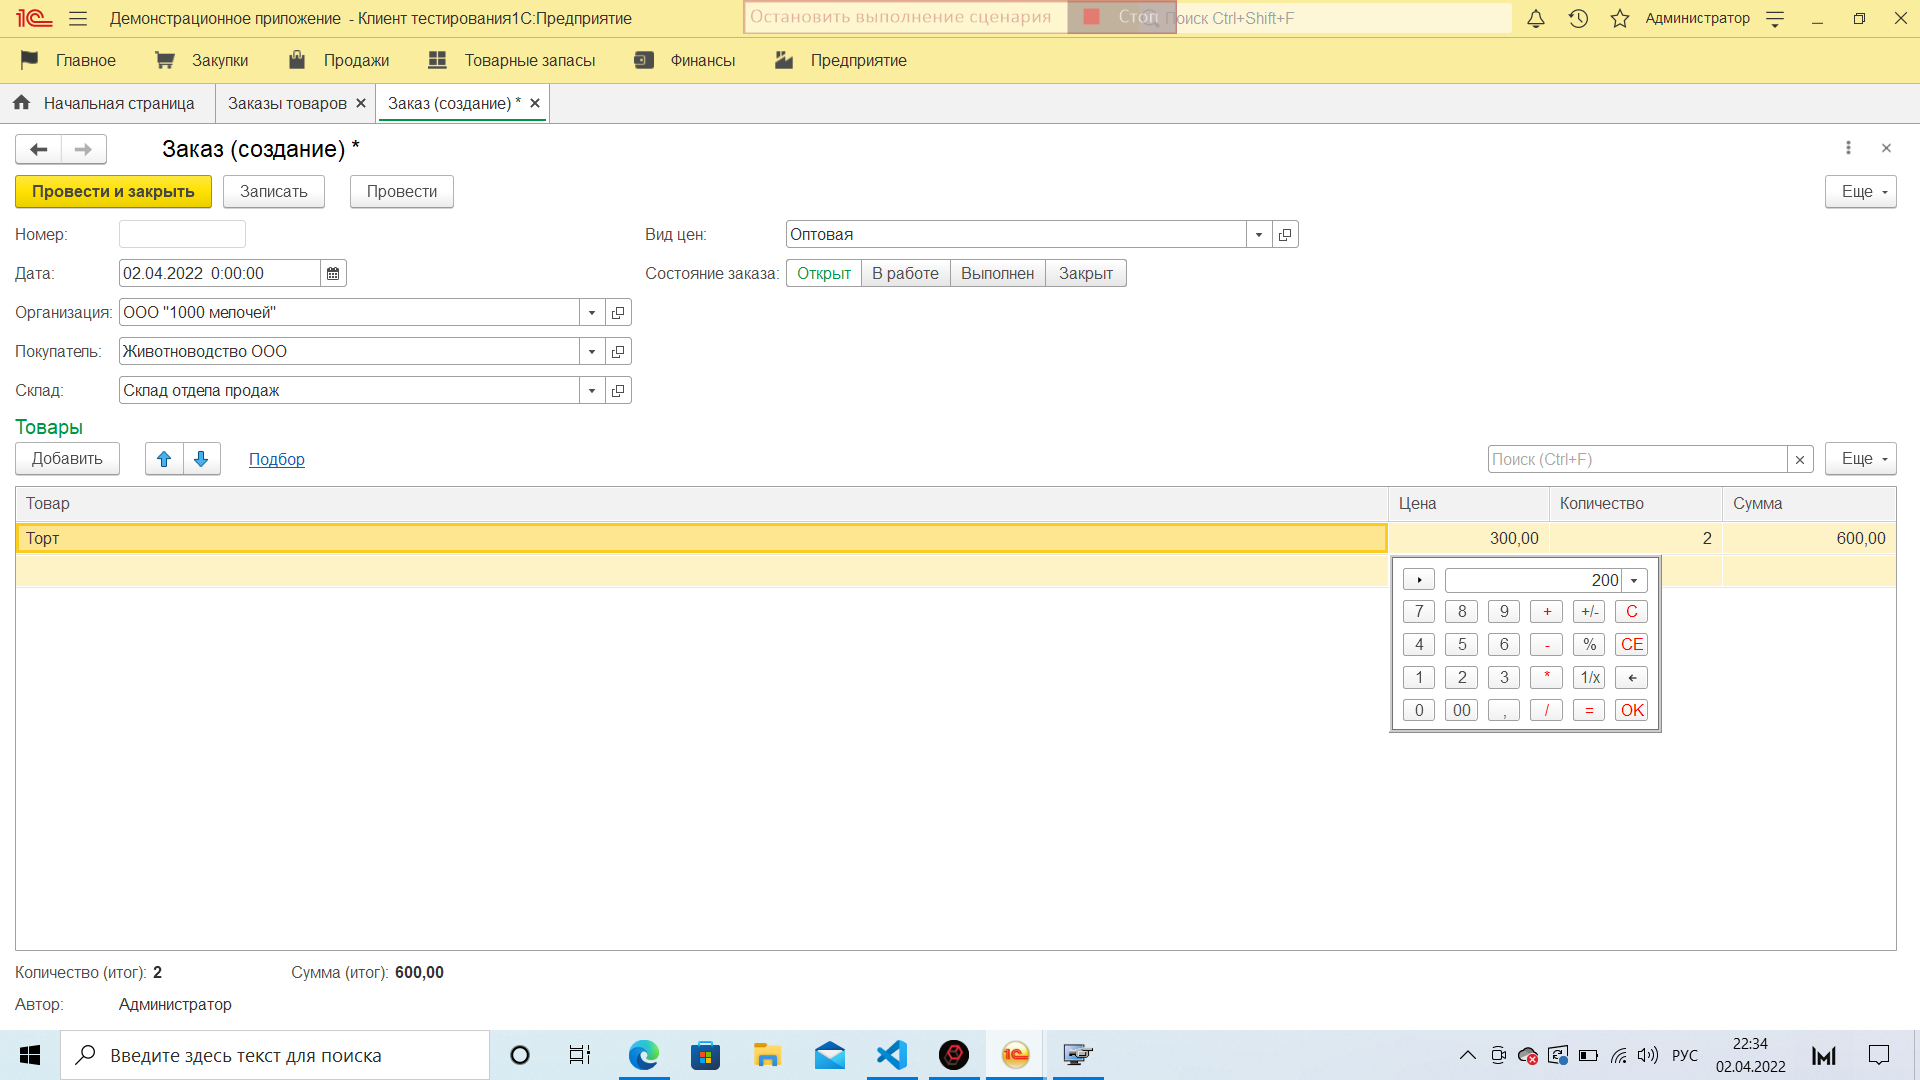 1С Демонстрационное приложение - Клиент тестирования1С:Предприятие
Остановить выполнение сценария Стоп
Поиск Ctrl+Shift+F
Администратор
Главное Закупки Продажи Товарные запасы Финансы Предприятие
Начальная страница Заказы товаров Заказ (создание) *
Заказ (создание) *
Провести и закрыть Записать Провести Еще
Номер: Вид цен: Оптовая
Дата: 02.04.2022 0:00:00 Состояние заказа: Открыт В работе Выполнен Закрыт
Организация: ООО "1000 мелочей"
Покупатель: Животноводство ООО
Склад: Склад отдела продаж
Товары
Добавить Подбор Поиск (Ctrl+F) Еще
Товар Цена Количество Сумма
Торт 300,00 2 600,00
200
7 8 9 + +/- C
4 5 6 - % CE
1 2 3 * 1/x
0 00 , / = OK
Количество (итог): 2 Сумма (итог): 600,00
Автор: Администратор
Введите здесь текст для поиска
1С
РУС
22:34
02.04.2022